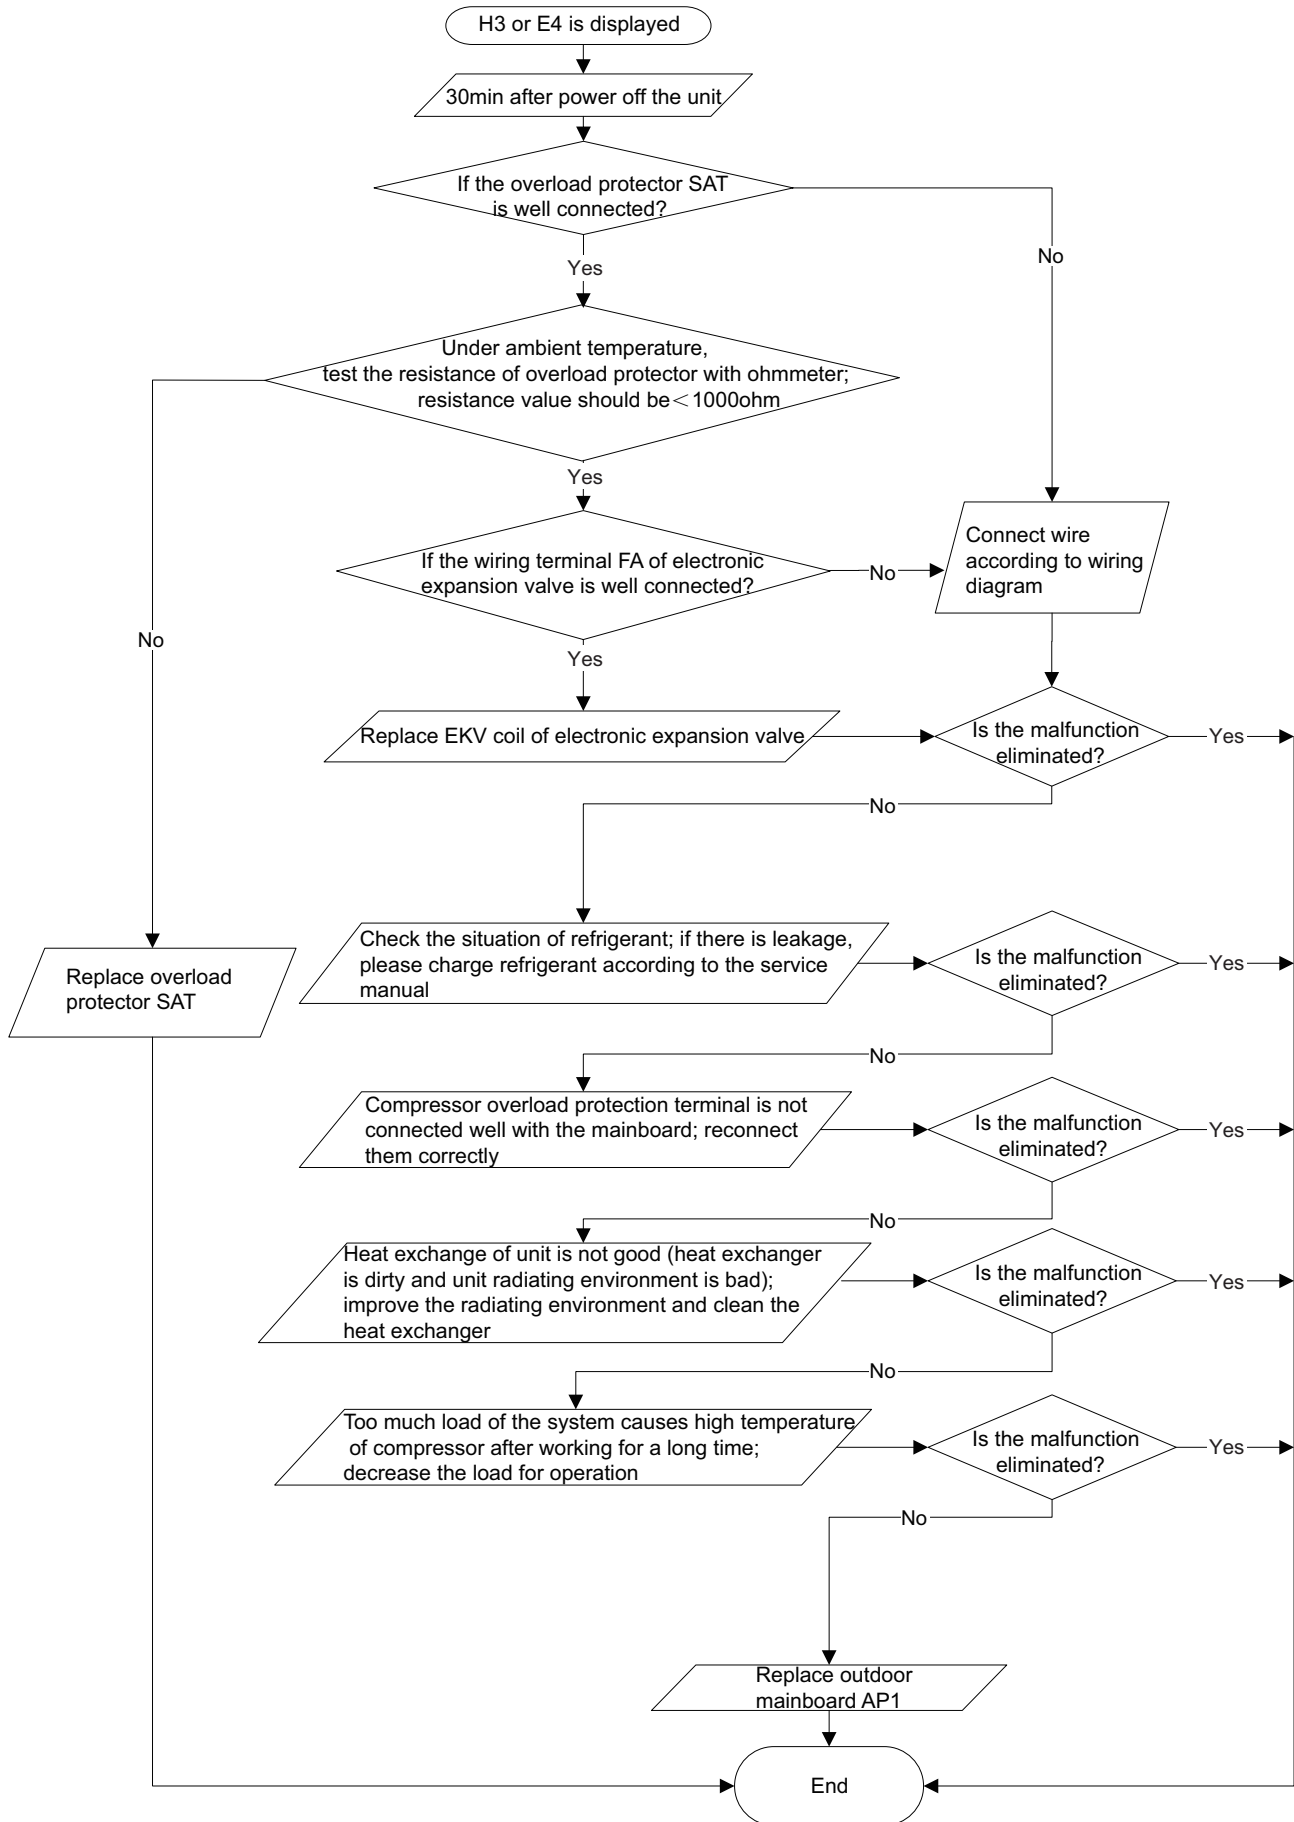 H3 or E4 is displayed
30min after power off the unit
If the overload protector SAT
is well connected?
No
Yes
Under ambient temperature,
test the resistance of overload protector with ohmmeter;
resistance value should be＜1000ohm
Yes
If the wiring terminal FA of electronic
expansion valve is well connected?
No
Connect wire
according to wiring
diagram
No
Yes
Replace EKV coil of electronic expansion valve
Is the malfunction
eliminated?
Yes
No
Replace overload
protector SAT
Check the situation of refrigerant; if there is leakage,
please charge refrigerant according to the service
manual
Is the malfunction
eliminated?
Yes
No
Compressor overload protection terminal is not
connected well with the mainboard; reconnect
them correctly
Is the malfunction
eliminated?
Yes
No
Heat exchange of unit is not good (heat exchanger
is dirty and unit radiating environment is bad);
improve the radiating environment and clean the
heat exchanger
Is the malfunction
eliminated?
Yes
No
Too much load of the system causes high temperature
of compressor after working for a long time;
decrease the load for operation
Is the malfunction
eliminated?
Yes
No
Replace outdoor
mainboard AP1
End